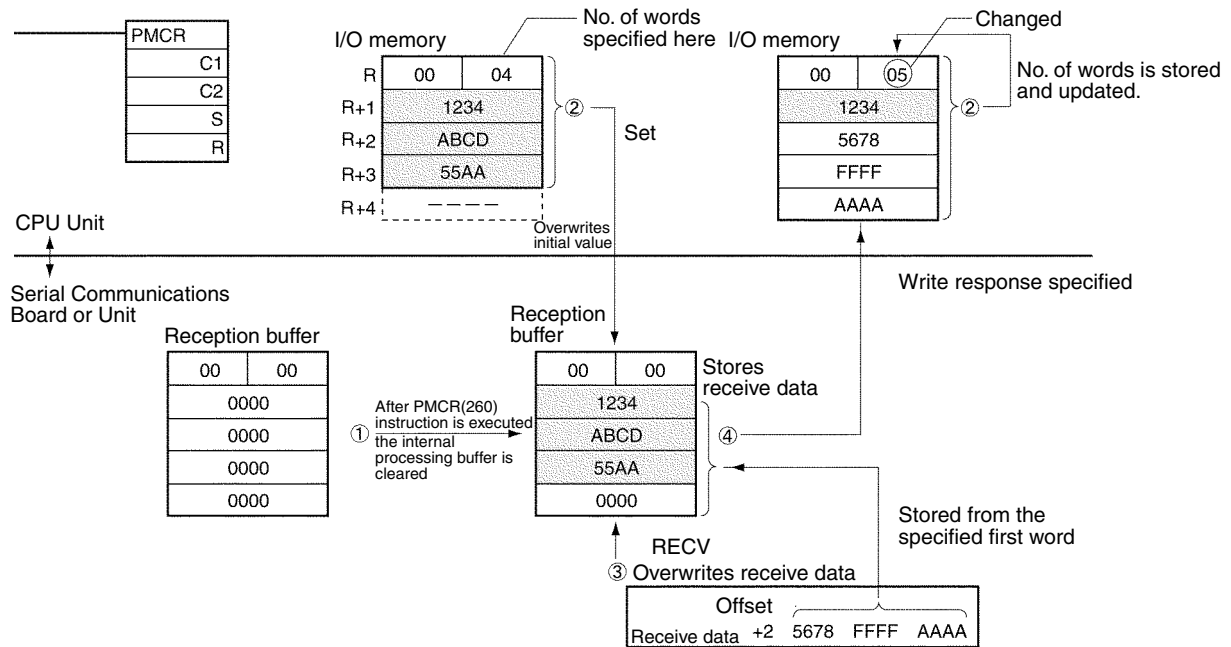 PMCR
C1
C2
S
R
I/O memory
No. of words
specified here
R 00 04
R+1 1234
R+2 ABCD
R+3 55AA
R+4 ----
②
Set
Overwrites
initial value
I/O memory
Changed
00 05
1234
5678
FFFF
AAAA
②
No. of words is stored
and updated.
CPU Unit
Serial Communications
Board or Unit
Write response specified
Reception buffer
00 00
0000
0000
0000
0000
①
After PMCR(260)
instruction is executed
the internal
processing buffer is
cleared
Reception
buffer
00 00
1234
ABCD
55AA
0000
Stores
receive data
④
Stored from the
specified first word
RECV
③ Overwrites receive data
Offset
Receive data +2 5678 FFFF AAAA